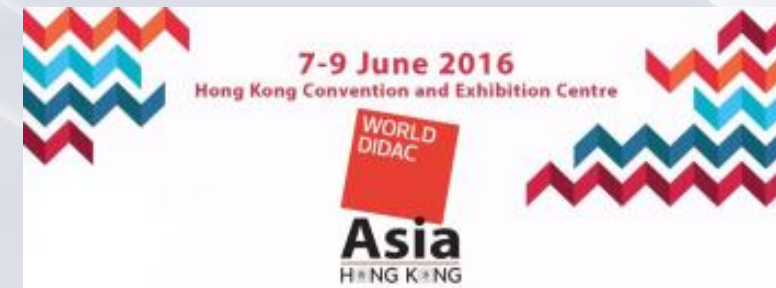 7-9 June 2016
Hong Kong Convention and Exhibition Centre
WORLD
DIDAC
Asia
HONG KONG